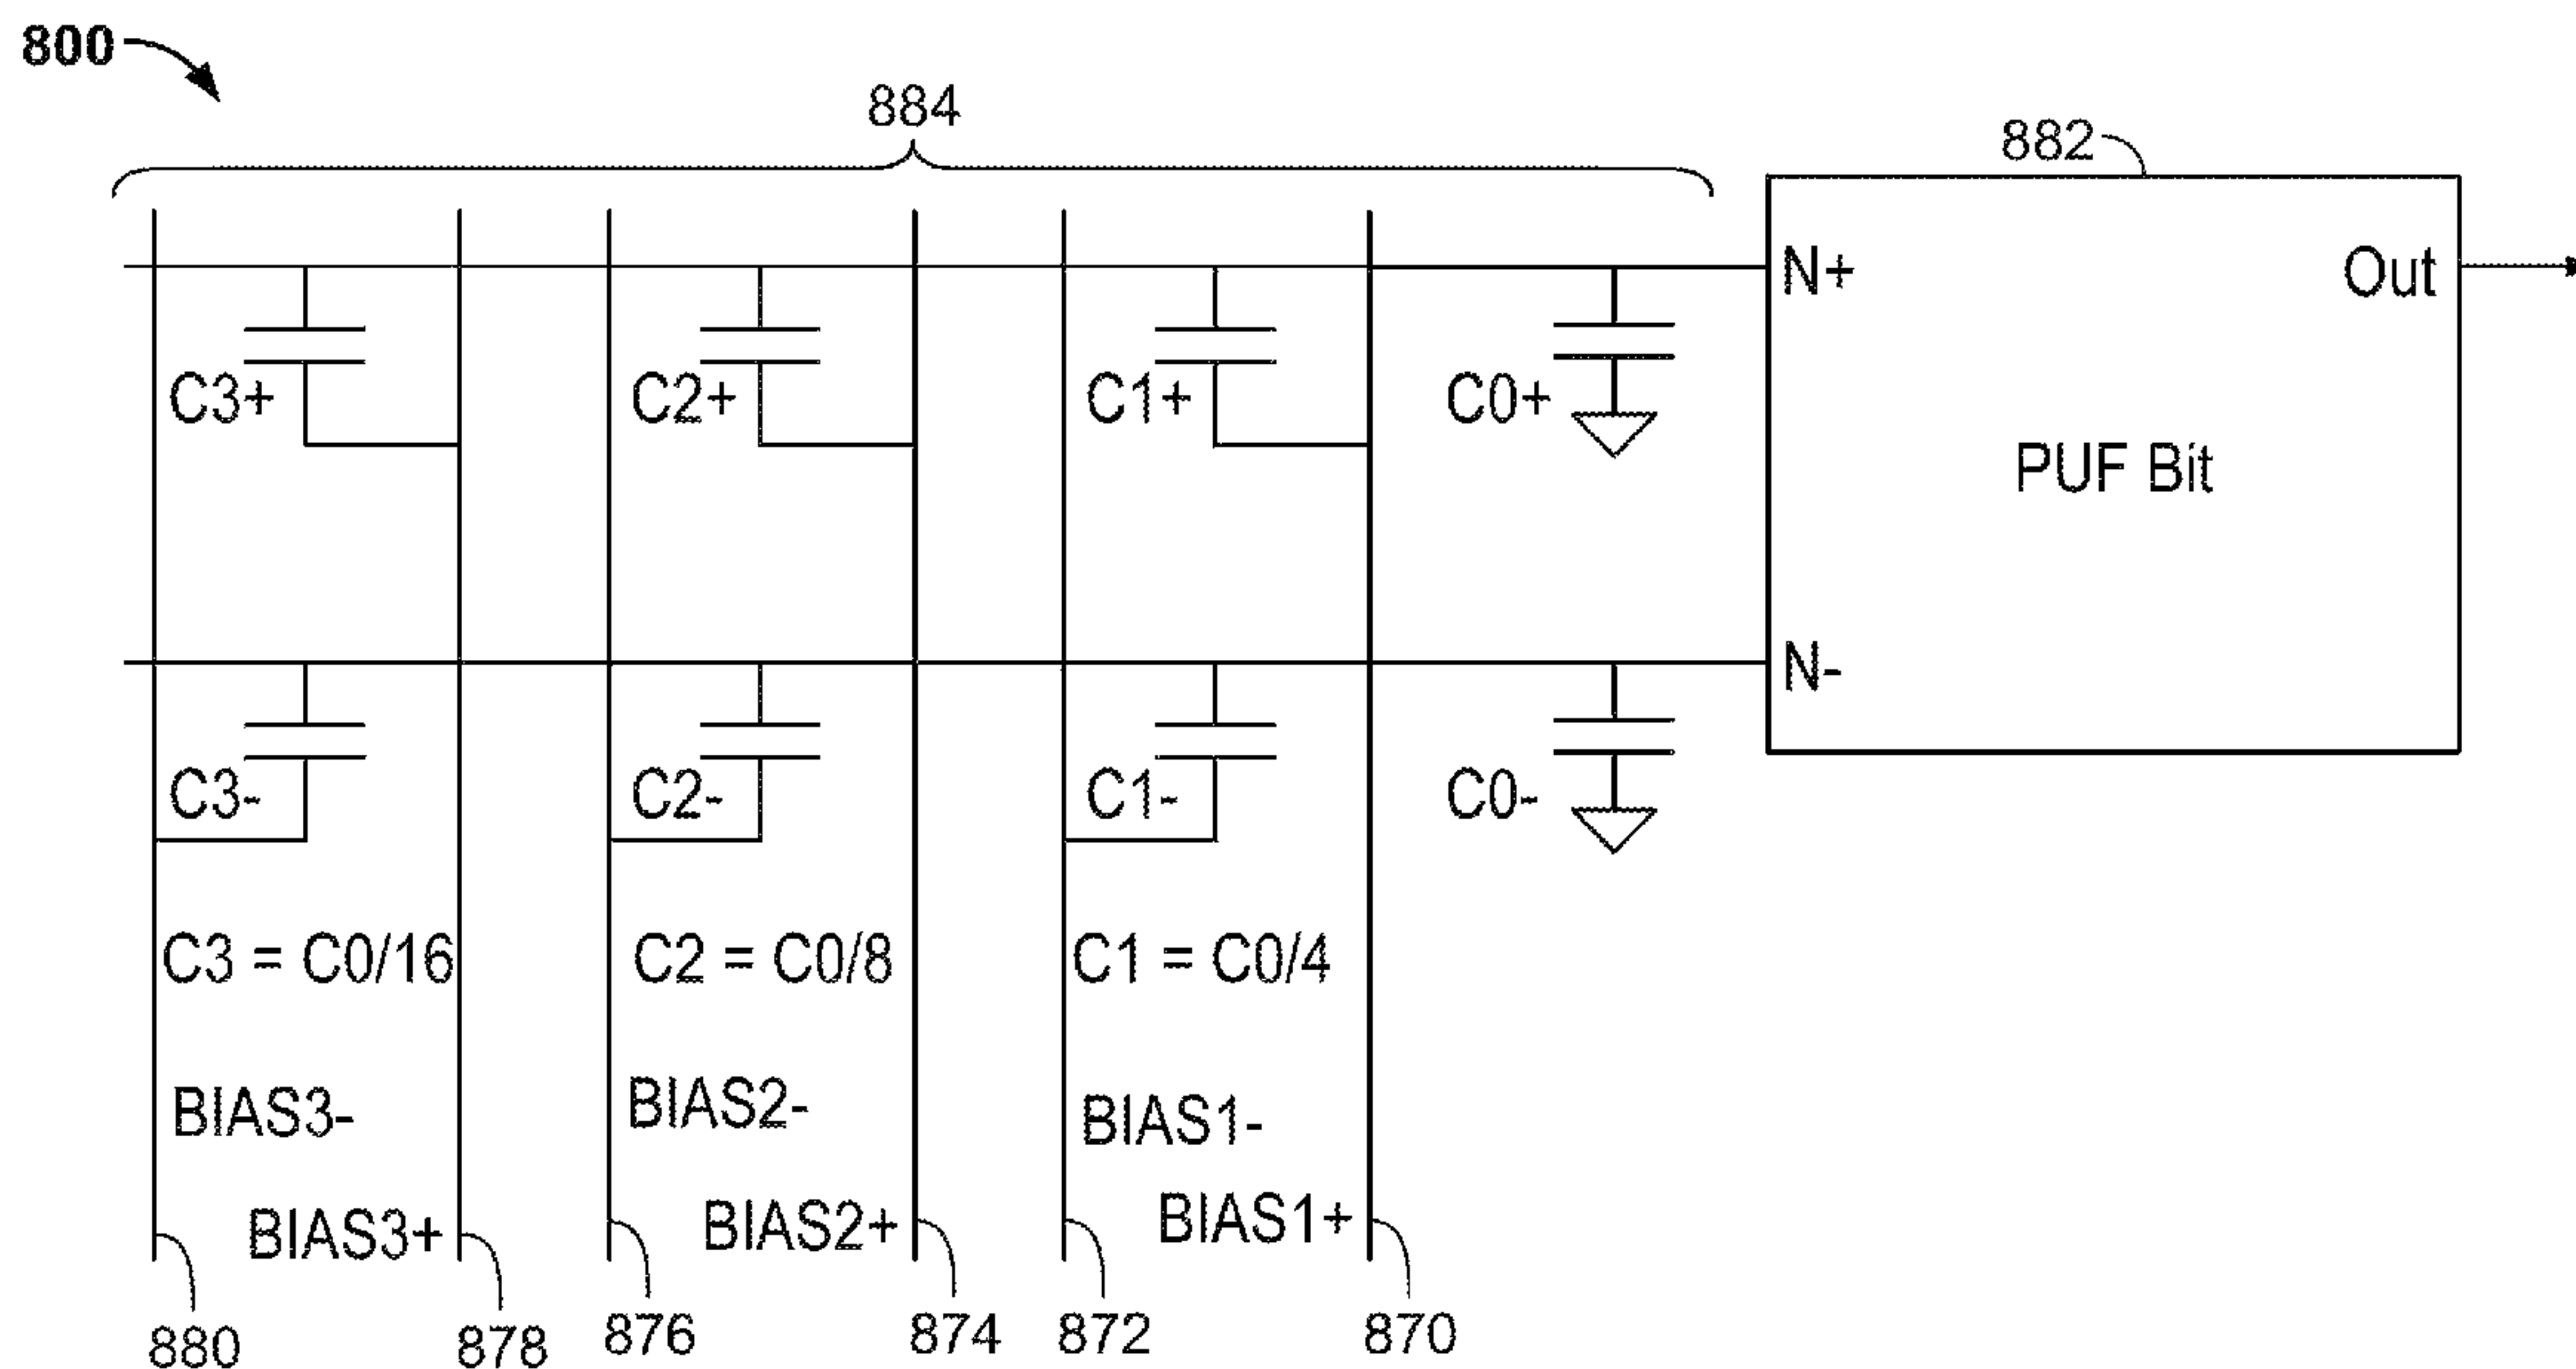 800
884
882
N+
Out
C3+
C2+
C1+
C0+
PUF Bit
N-
C3-
C2-
C1-
C0-
C3 = C0/16
C2 = C0/8
C1 = C0/4
BIAS3-
BIAS2-
BIAS1-
BIAS3+
BIAS2+
BIAS1+
880
878
876
874
872
870